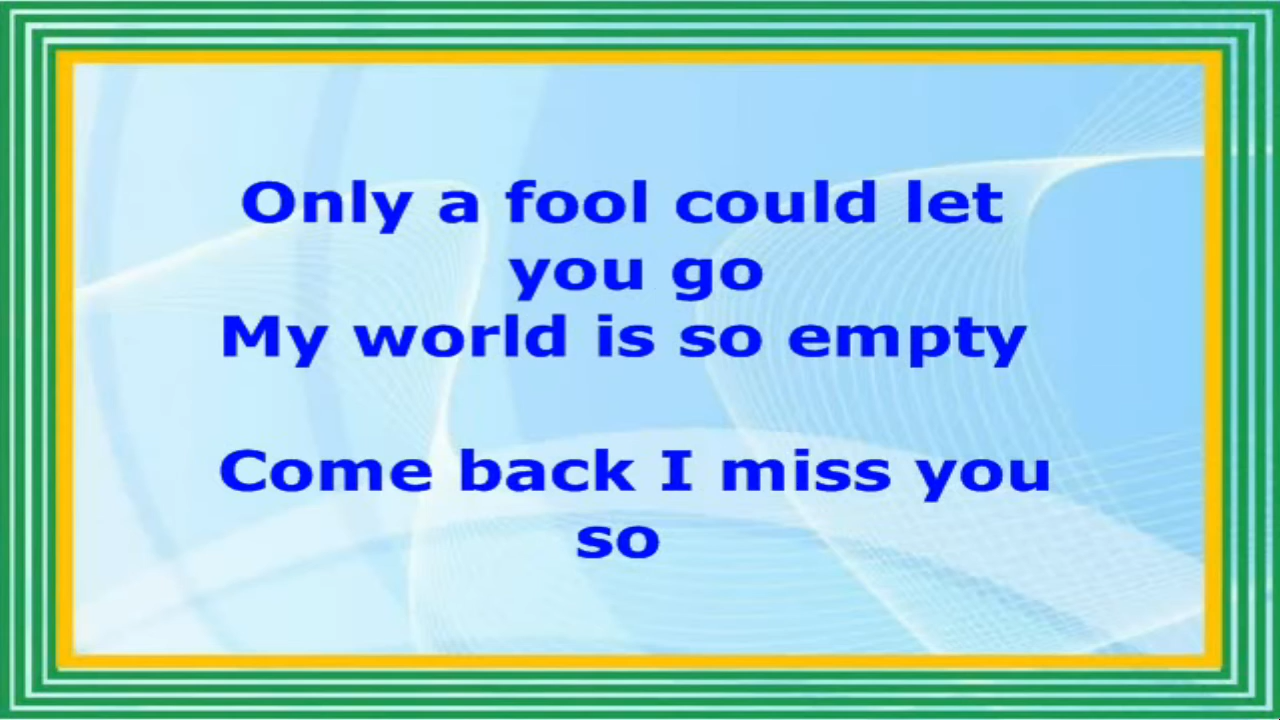 Only a fool could let
you go
My world is so empty
Come back I miss you
so